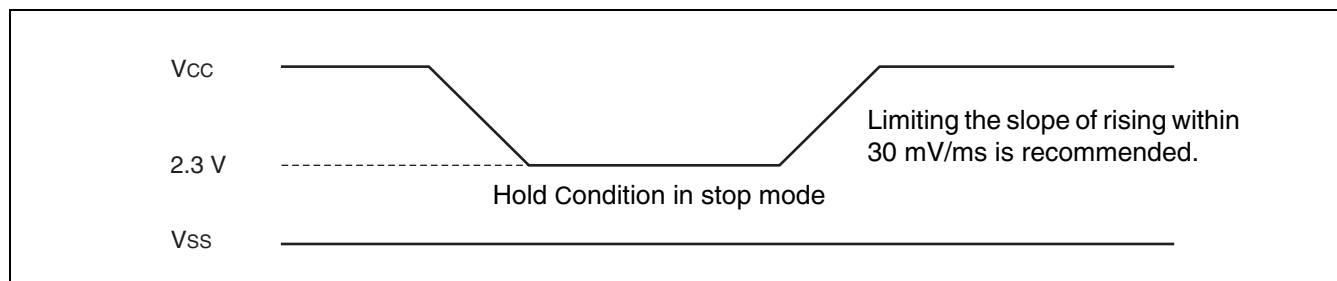 Vcc
Limiting the slope of rising within
30 mV/ms is recommended.
2.3 V
Hold Condition in stop mode
Vss